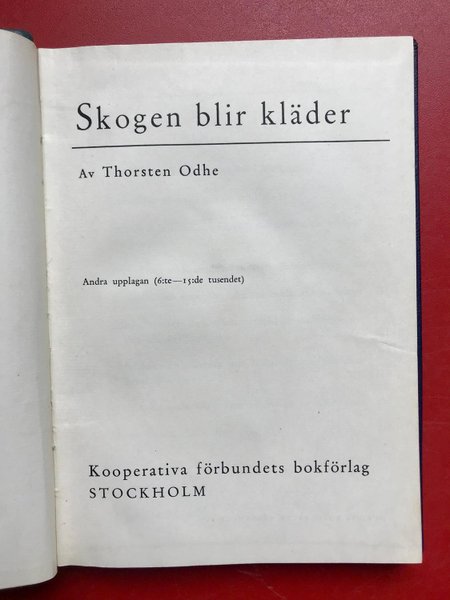 Skogen blir kläder
Av Thorsten Odhe
Andra upplagan (6:te—15:de tusendet)
Kooperativa förbundets bokförlag
STOCKHOLM